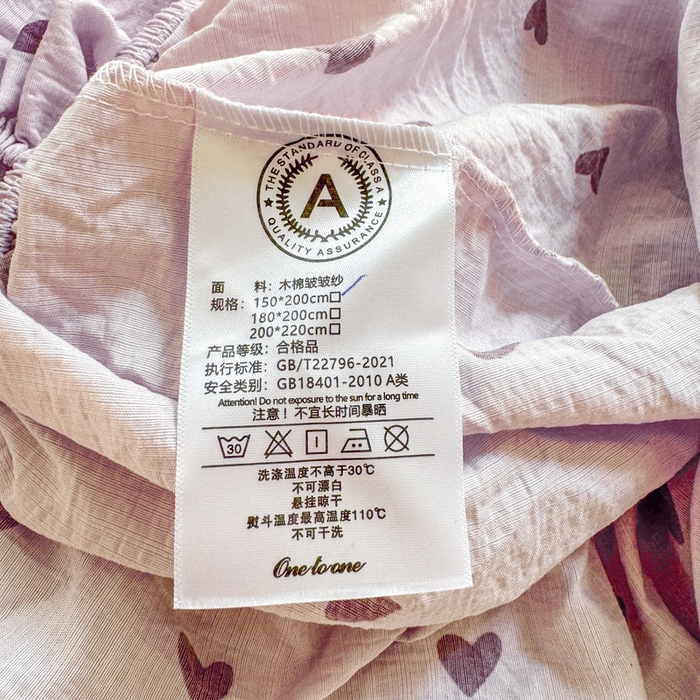 THE STANDARD OF CLASS A
A
QUALITY ASSURANCE
面 料：木棉皱皱纱
规格：150*200cm□
180*200cm□
200*220cm□
产品等级：合格品
执行标准：GB/T22796-2021
安全类别：GB18401-2010 A类
Attention! Do not exposure to the sun for a long time
注意！不宜长时间暴晒
30
洗涤温度不高于30℃
不可漂白
悬挂晾干
熨斗温度最高温度110℃
不可干洗
One to one